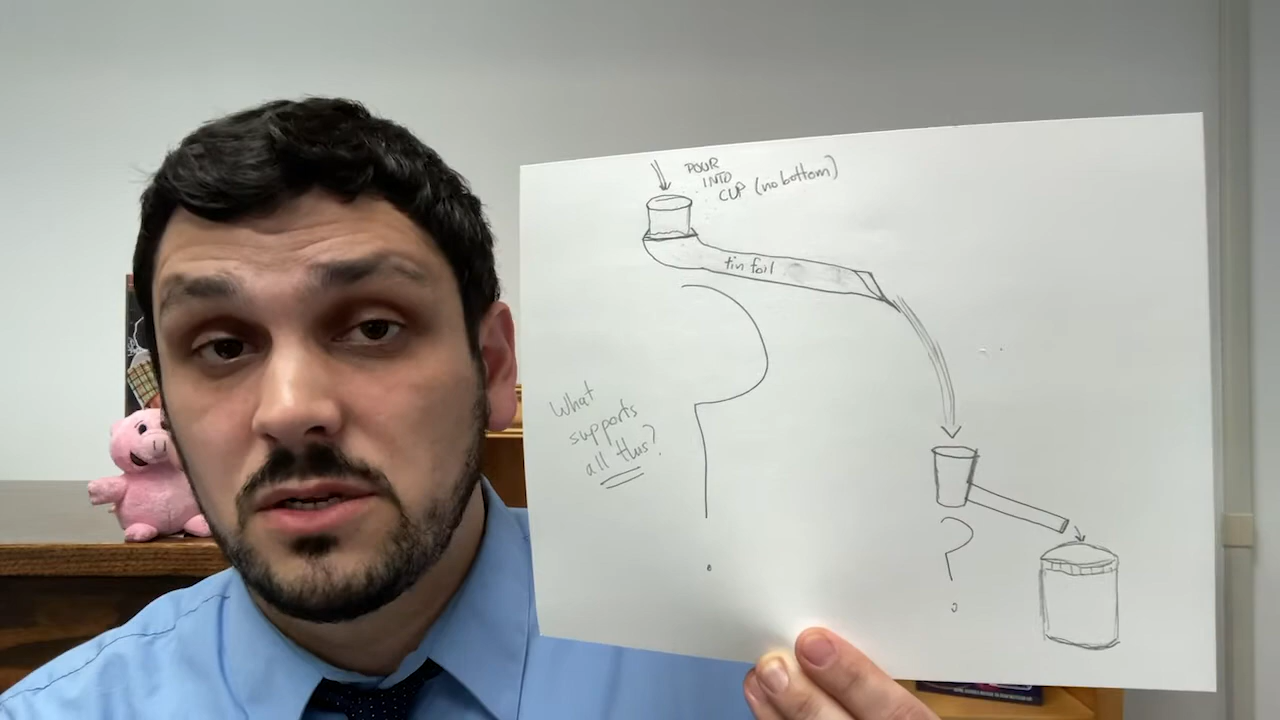 POUR
INTO
CUP (no bottom)
tin foil
What
supports
all this?
?
?